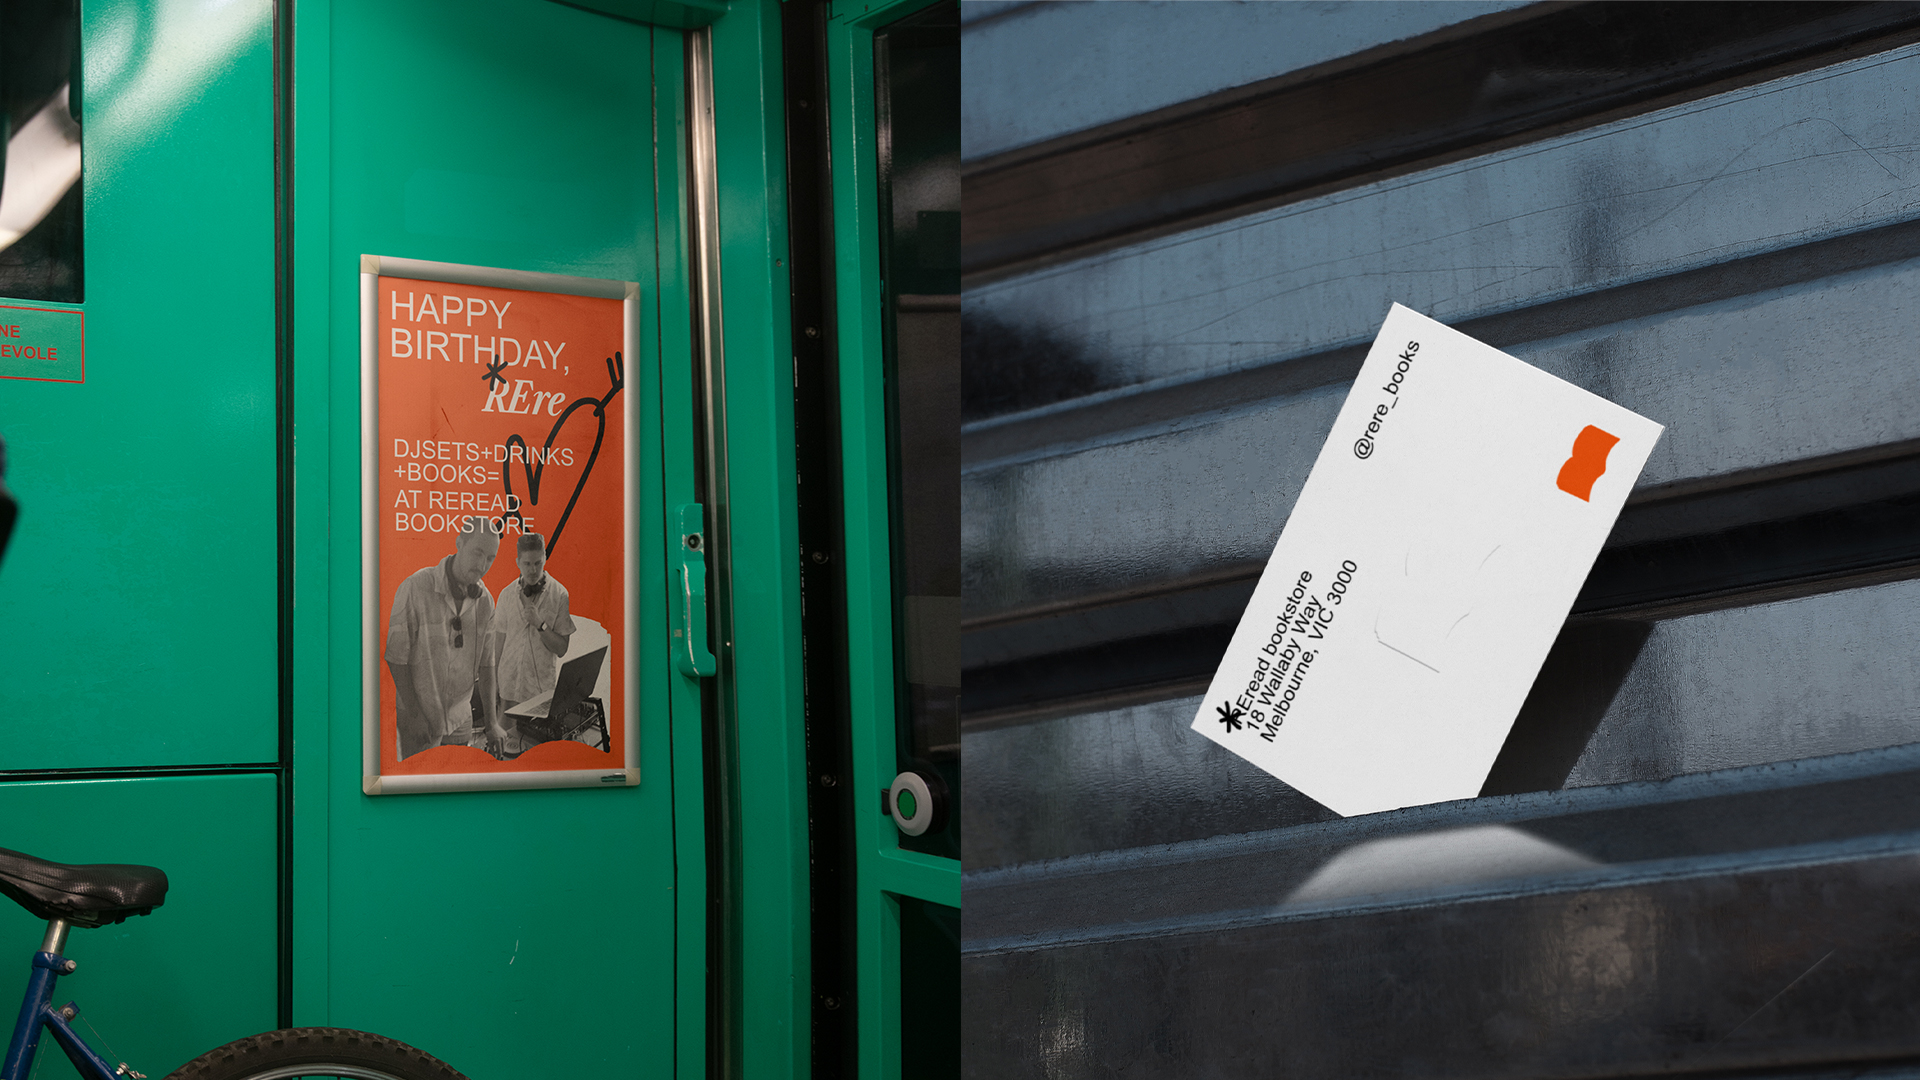 NE
EVOLE
HAPPY
BIRTHDAY,
*REre
DJSETS+DRINKS
+BOOKS=
AT REREAD
BOOKSTORE
@rere_books
*REread bookstore
18 Wallaby Way
Melbourne, VIC 3000